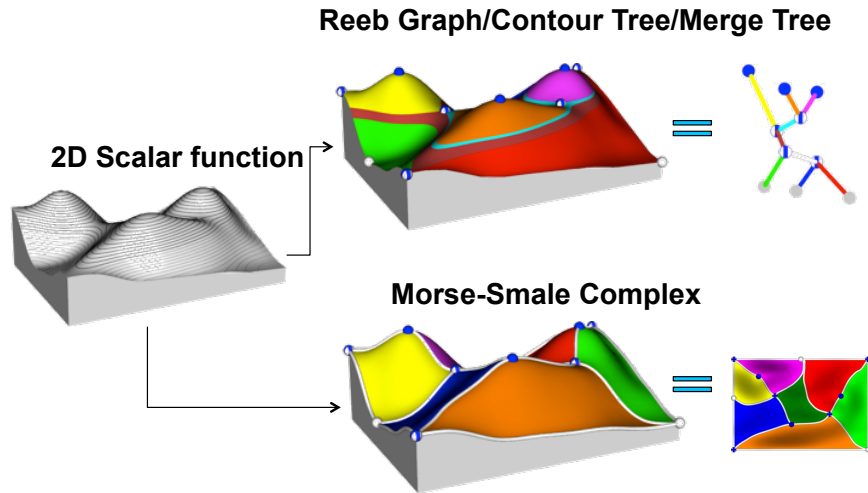 Reeb Graph/Contour Tree/Merge Tree
2D Scalar function
Morse-Smale Complex